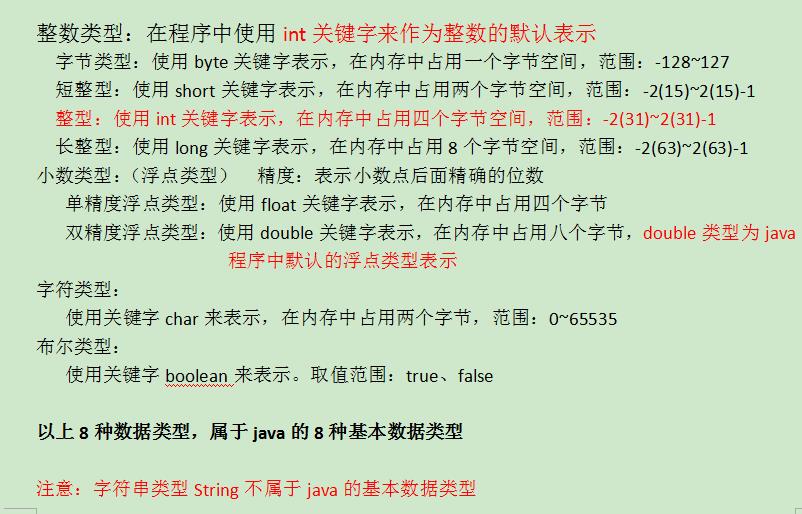 整数类型：在程序中使用 int 关键字来作为整数的默认表示
字节类型：使用 byte 关键字表示，在内存中占用一个字节空间，范围：-128~127
短整型：使用 short 关键字表示，在内存中占用两个字节空间，范围：-2(15)~2(15)-1
整型：使用 int 关键字表示，在内存中占用四个字节空间，范围：-2(31)~2(31)-1
长整型：使用 long 关键字表示，在内存中占用 8 个字节空间，范围：-2(63)~2(63)-1
小数类型：（浮点类型） 精度：表示小数点后面精确的位数
单精度浮点类型：使用 float 关键字表示，在内存中占用四个字节
双精度浮点类型：使用 double 关键字表示，在内存中占用八个字节，double 类型为 java
程序中默认的浮点类型表示
字符类型：
使用关键字 char 来表示，在内存中占用两个字节，范围：0~65535
布尔类型：
使用关键字 boolean 来表示。取值范围：true、false
以上 8 种数据类型，属于 java 的 8 种基本数据类型
注意：字符串类型 String 不属于 java 的基本数据类型